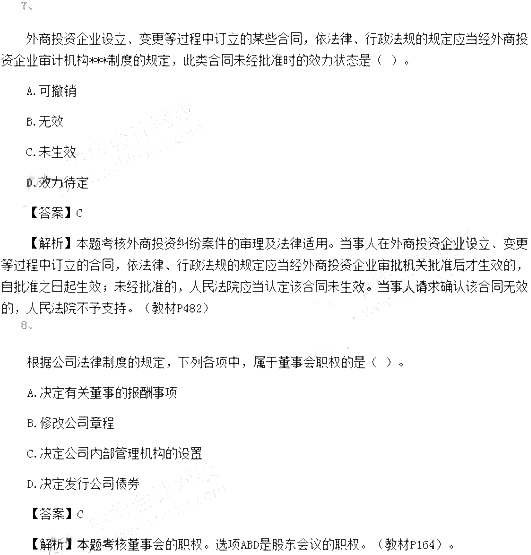 7、
外商投资企业设立、变更等过程中订立的某些合同，依法律、行政法规的规定应当经外商投
资企业审计机构***制度的规定，此类合同未经批准时的效力状态是（ ）。
A.可撤销
B.无效
C.未生效
D.效力待定
【答案】C
【解析】本题考核外商投资纠纷案件的审理及法律适用。当事人在外商投资企业设立、变更
等过程中订立的合同，依法律、行政法规的规定应当经外商投资企业审批机关批准后才生效的，
自批准之日起生效；未经批准的，人民法院应当认定该合同未生效。当事人请求确认该合同无效
的，人民法院不予支持。（教材P482）
8、
根据公司法律制度的规定，下列各项中，属于董事会职权的是（ ）。
A.决定有关董事的报酬事项
B.修改公司章程
C.决定公司内部管理机构的设置
D.决定发行公司债券
【答案】C
【解析】本题考核董事会的职权。选项ABD是股东会议的职权。（教材P164）。